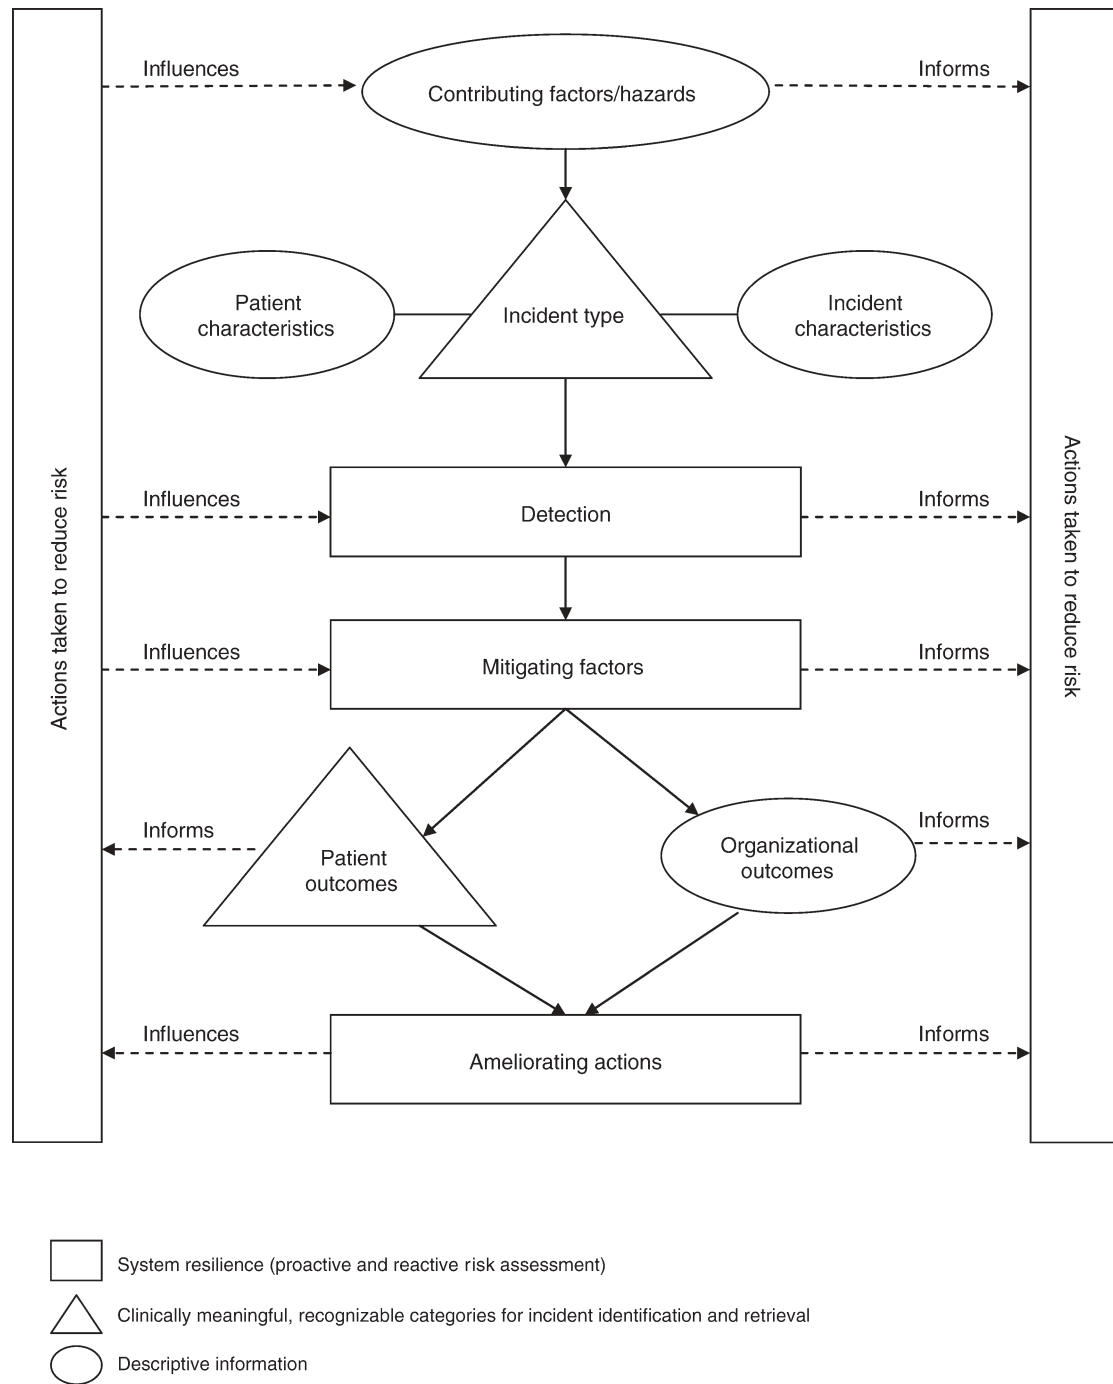 Influences
Contributing factors/hazards
Informs
Patient
characteristics
Incident type
Incident
characteristics
Actions taken to reduce risk
Actions taken to reduce risk
Influences
Detection
Informs
Influences
Mitigating factors
Informs
Informs
Patient
outcomes
Organizational
outcomes
Informs
Influences
Ameliorating actions
Informs
System resilience (proactive and reactive risk assessment)
Clinically meaningful, recognizable categories for incident identification and retrieval
Descriptive information